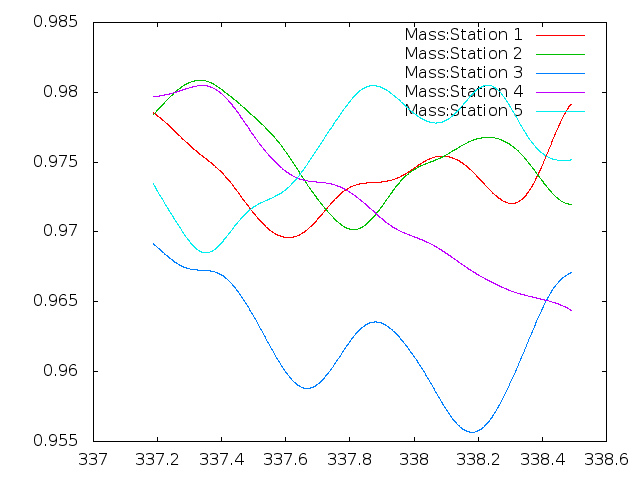 0.985
0.98
0.975
0.97
0.965
0.96
0.955
337 337.2 337.4 337.6 337.8 338 338.2 338.4 338.6
Mass:Station 1
Mass:Station 2
Mass:Station 3
Mass:Station 4
Mass:Station 5